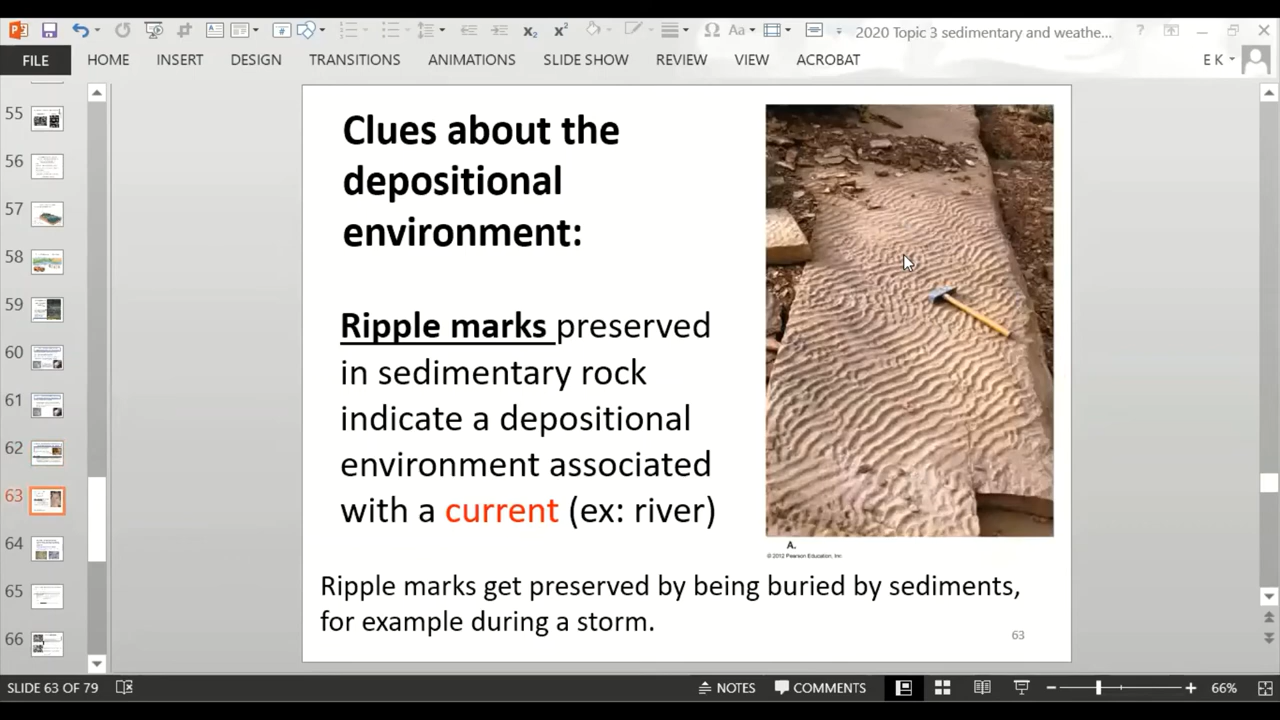 2020 Topic 3 sedimentary and weathe...
FILE HOME INSERT DESIGN TRANSITIONS ANIMATIONS SLIDE SHOW REVIEW VIEW ACROBAT E K
55
56
57
58
59
60
61
62
63
64
65
66
Clues about the
depositional
environment:
Ripple marks preserved
in sedimentary rock
indicate a depositional
environment associated
with a current (ex: river)
A.
© 2012 Pearson Education, Inc
Ripple marks get preserved by being buried by sediments,
for example during a storm.
63
SLIDE 63 OF 79 NOTES COMMENTS 66%